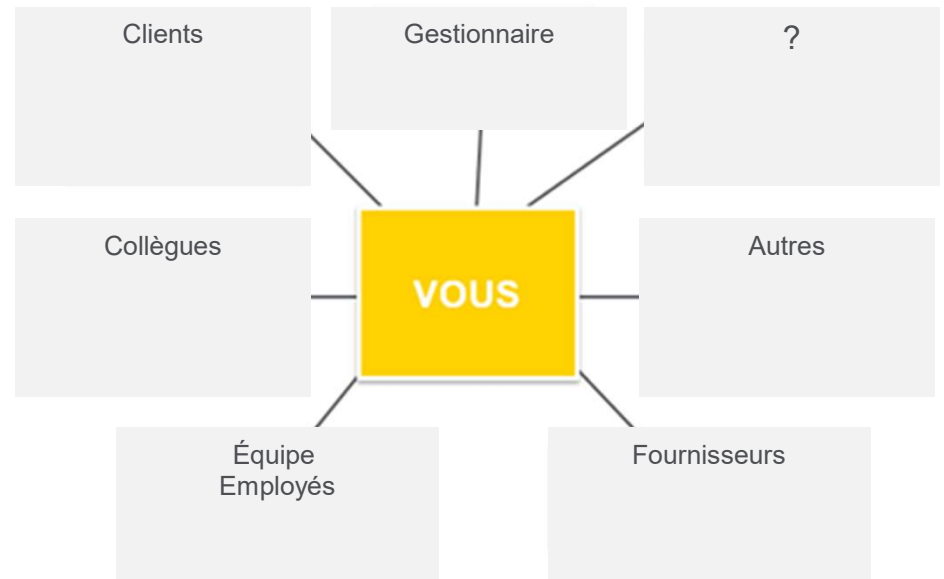 Clients
Gestionnaire
?
Collègues
VOUS
Autres
Équipe
Employés
Fournisseurs